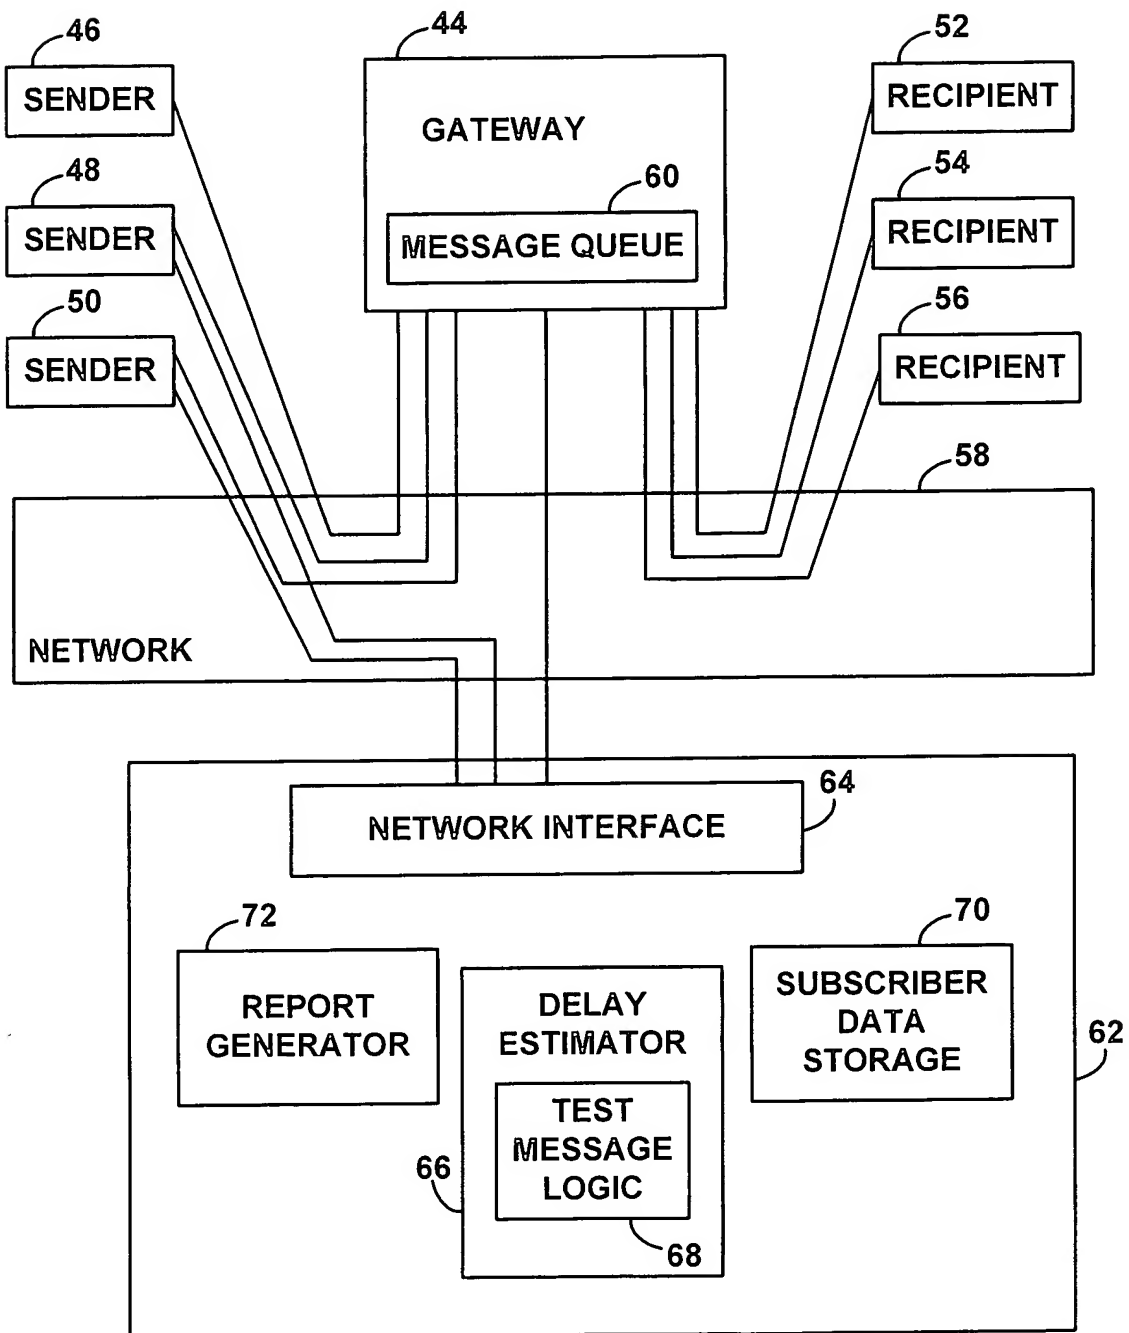 46
44
52
SENDER
GATEWAY
RECIPIENT
48
60
54
SENDER
MESSAGE QUEUE
RECIPIENT
50
56
SENDER
RECIPIENT
58
NETWORK
64
NETWORK INTERFACE
72
70
REPORT
GENERATOR
DELAY
ESTIMATOR
SUBSCRIBER
DATA
STORAGE
62
TEST
MESSAGE
LOGIC
66
68